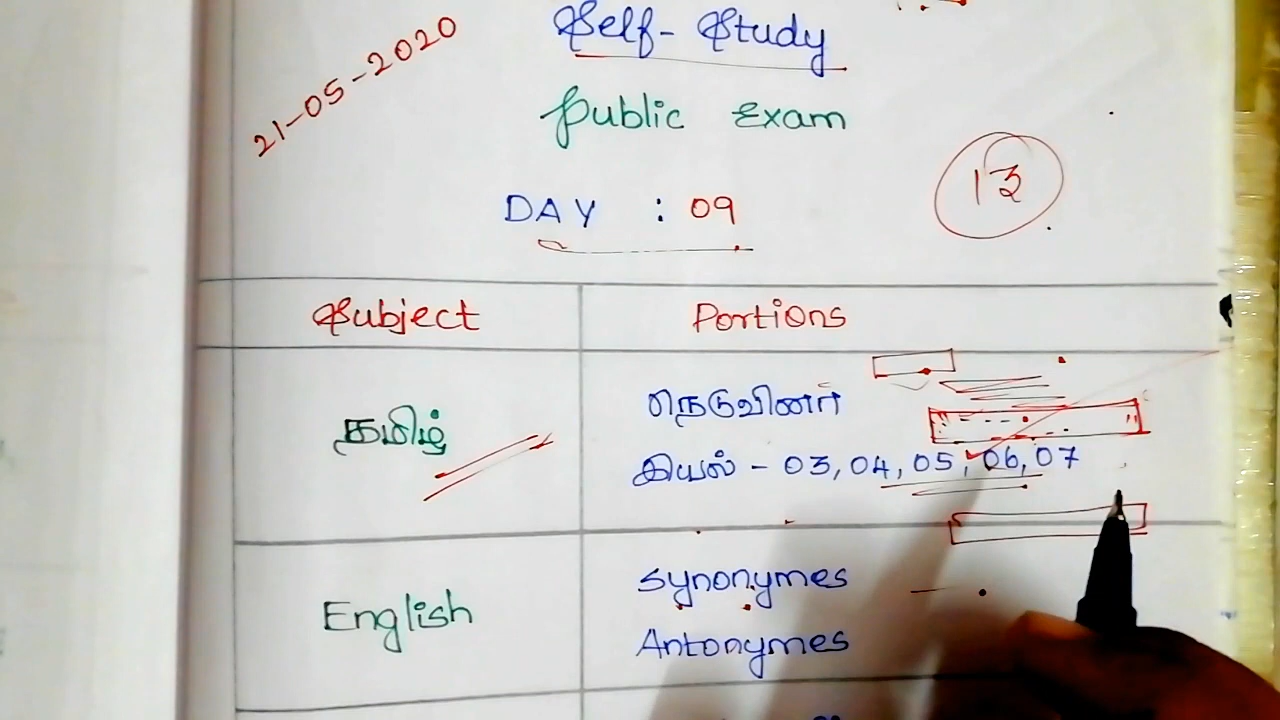 Self-Study
21-05-2020
Public Exam
13
DAY : 09
Subject Portions
தமிழ்
நெடுவினா
இயல் - 03, 04, 05, 06, 07
English
Synonymes
Antonymes